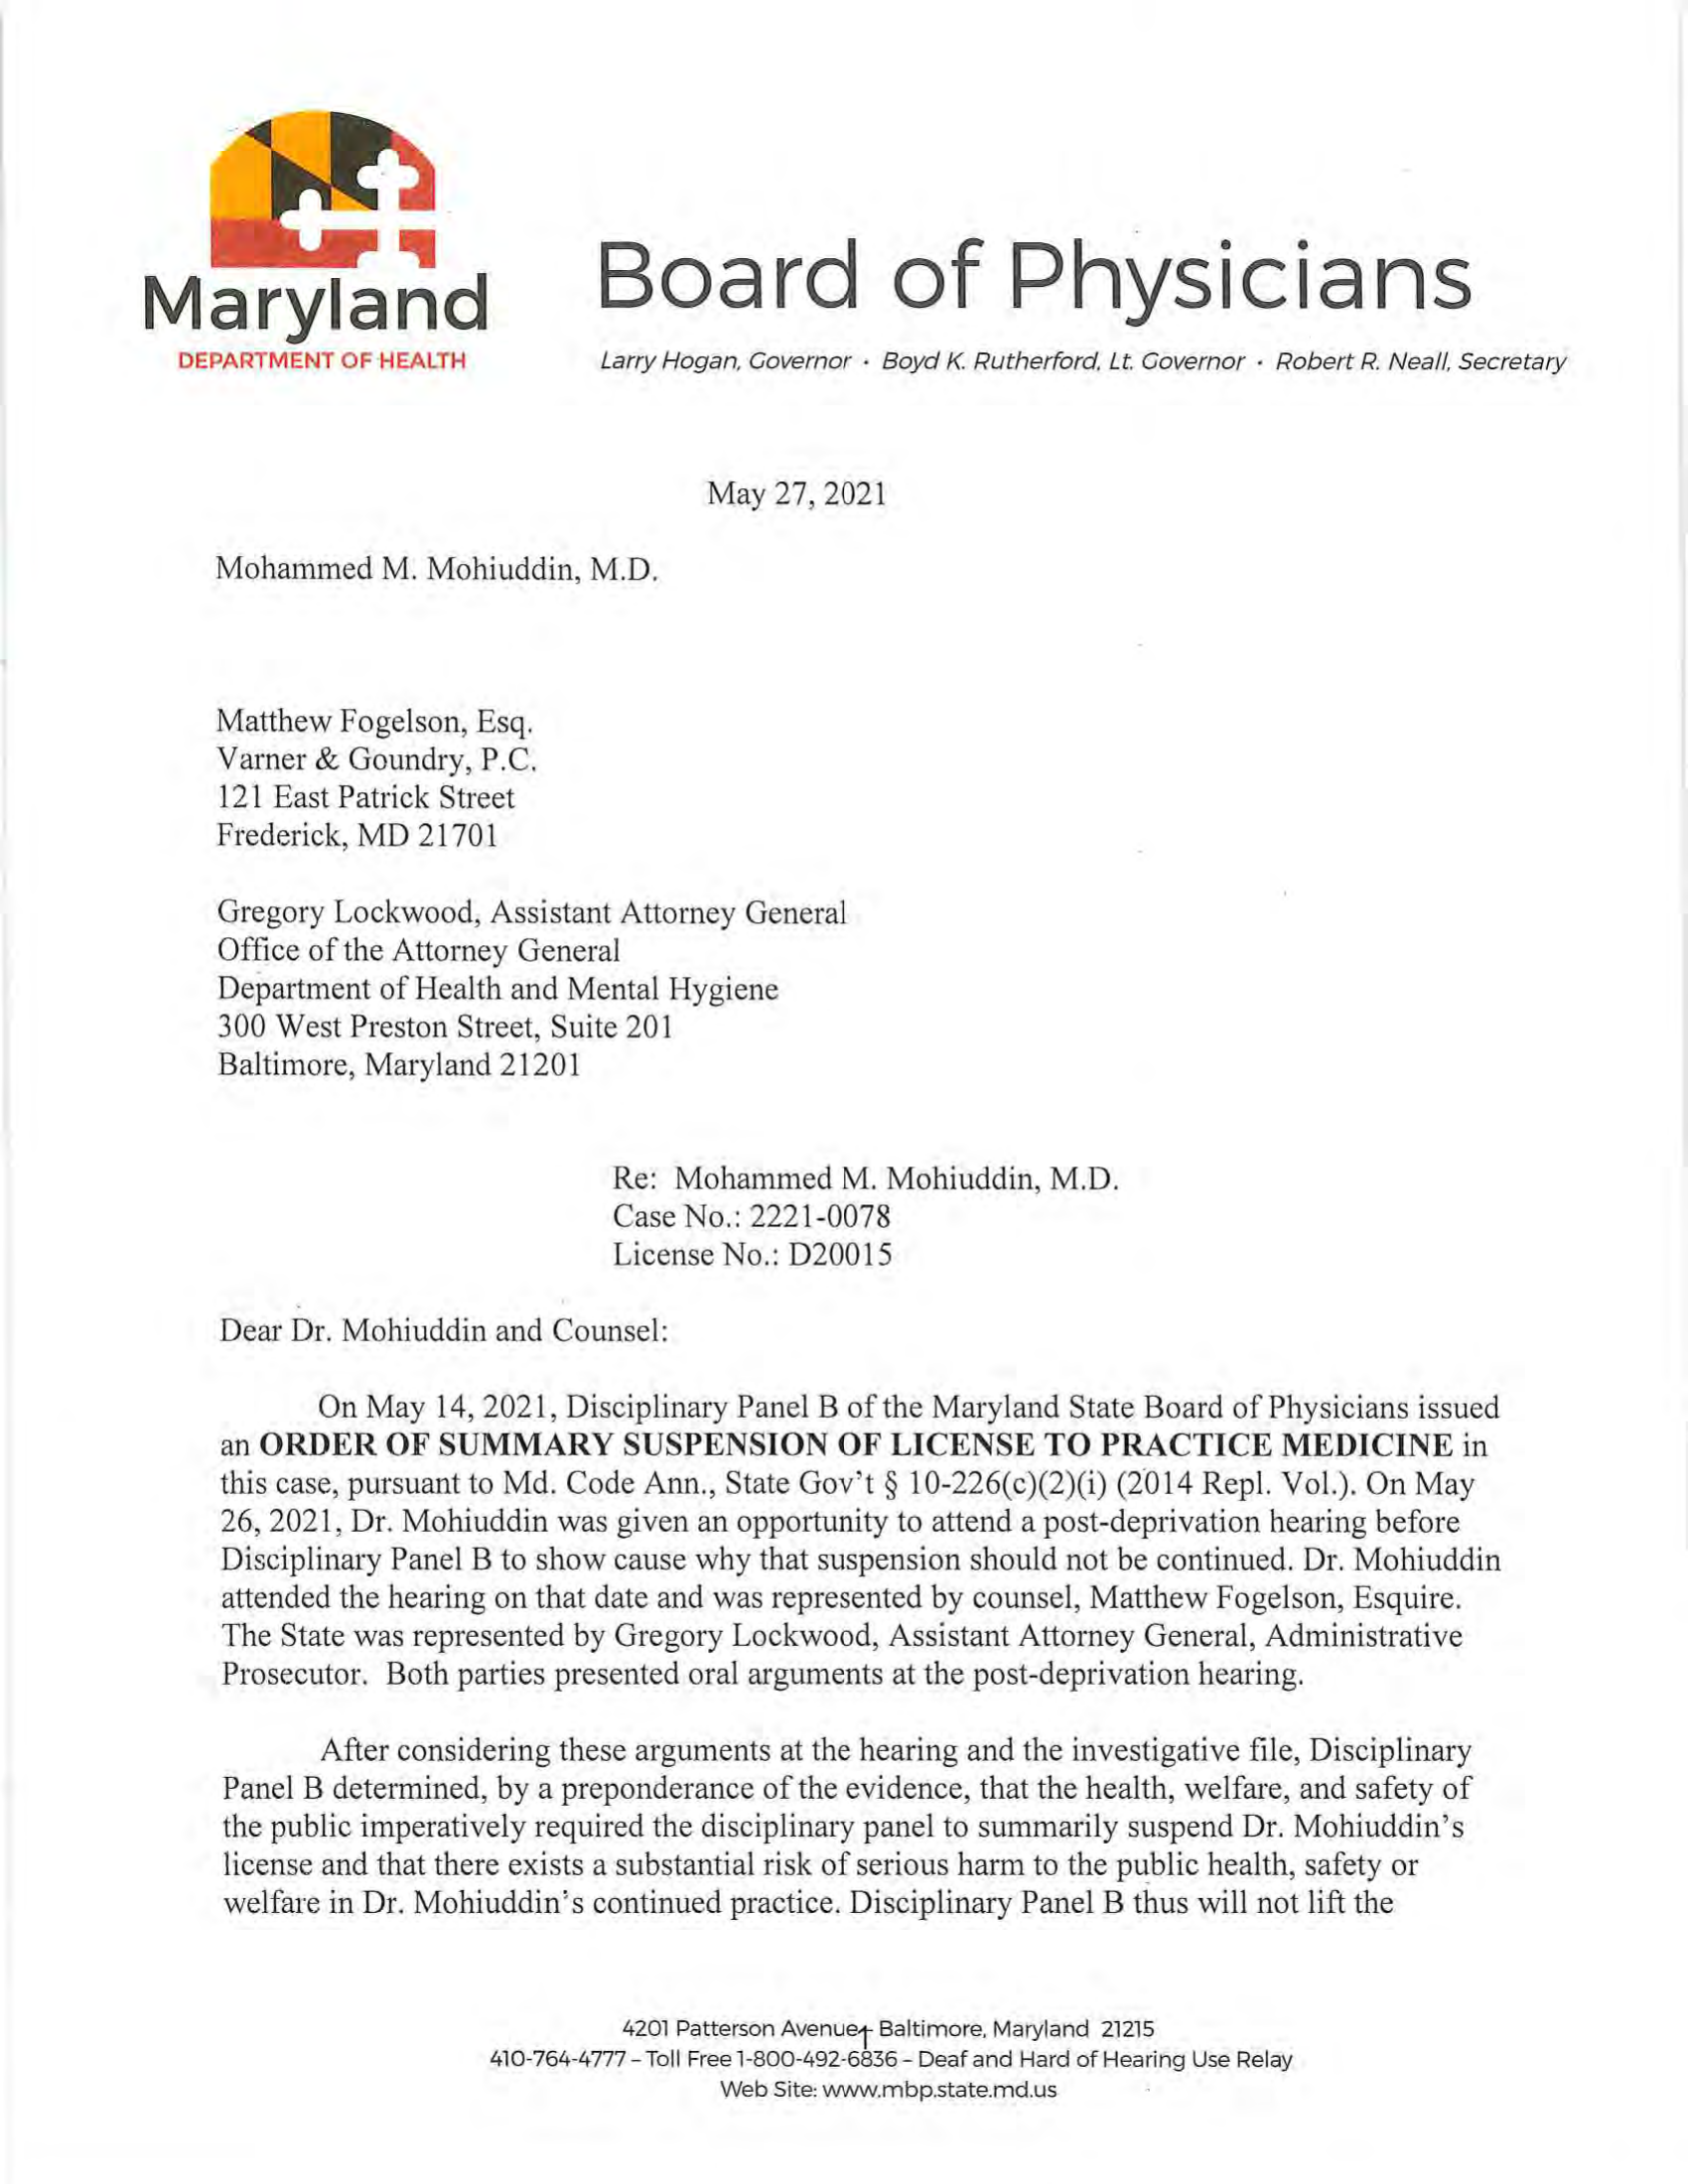 Maryland
DEPARTMENT OF HEALTH
Board of Physicians
Larry Hogan, Governor · Boyd K. Rutherford, Lt. Governor · Robert R. Neall, Secretary
May 27, 2021
Mohammed M. Mohiuddin, M.D.
Matthew Fogelson, Esq.
Varner & Goundry, P.C.
121 East Patrick Street
Frederick, MD 21701
Gregory Lockwood, Assistant Attorney General
Office of the Attorney General
Department of Health and Mental Hygiene
300 West Preston Street, Suite 201
Baltimore, Maryland 21201
Re: Mohammed M. Mohiuddin, M.D.
Case No.: 2221-0078
License No.: D20015
Dear Dr. Mohiuddin and Counsel:
On May 14, 2021, Disciplinary Panel B of the Maryland State Board of Physicians issued
an ORDER OF SUMMARY SUSPENSION OF LICENSE TO PRACTICE MEDICINE in
this case, pursuant to Md. Code Ann., State Gov't § 10-226(c)(2)(i) (2014 Repl. Vol.). On May
26, 2021, Dr. Mohiuddin was given an opportunity to attend a post-deprivation hearing before
Disciplinary Panel B to show cause why that suspension should not be continued. Dr. Mohiuddin
attended the hearing on that date and was represented by counsel, Matthew Fogelson, Esquire.
The State was represented by Gregory Lockwood, Assistant Attorney General, Administrative
Prosecutor. Both parties presented oral arguments at the post-deprivation hearing.
After considering these arguments at the hearing and the investigative file, Disciplinary
Panel B determined, by a preponderance of the evidence, that the health, welfare, and safety of
the public imperatively required the disciplinary panel to summarily suspend Dr. Mohiuddin's
license and that there exists a substantial risk of serious harm to the public health, safety or
welfare in Dr. Mohiuddin's continued practice. Disciplinary Panel B thus will not lift the
4201 Patterson Avenue1– Baltimore, Maryland 21215
410-764-4777 – Toll Free 1-800-492-6836 – Deaf and Hard of Hearing Use Relay
Web Site: www.mbp.state.md.us